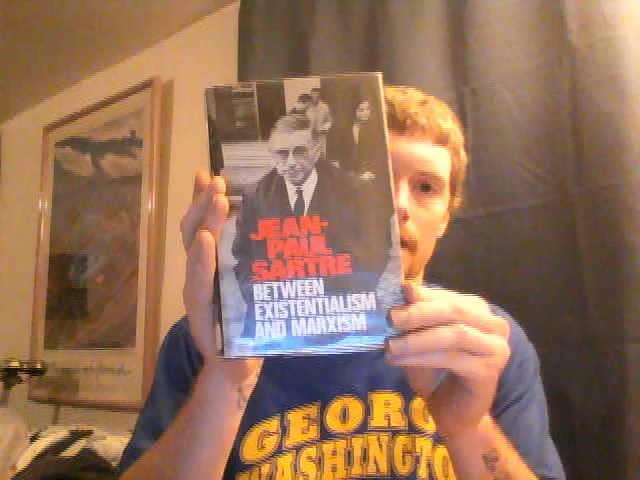 JEAN-
PAUL
SARTRE
BETWEEN
EXISTENTIALISM
AND MARXISM
GEORG
WASHINGTO